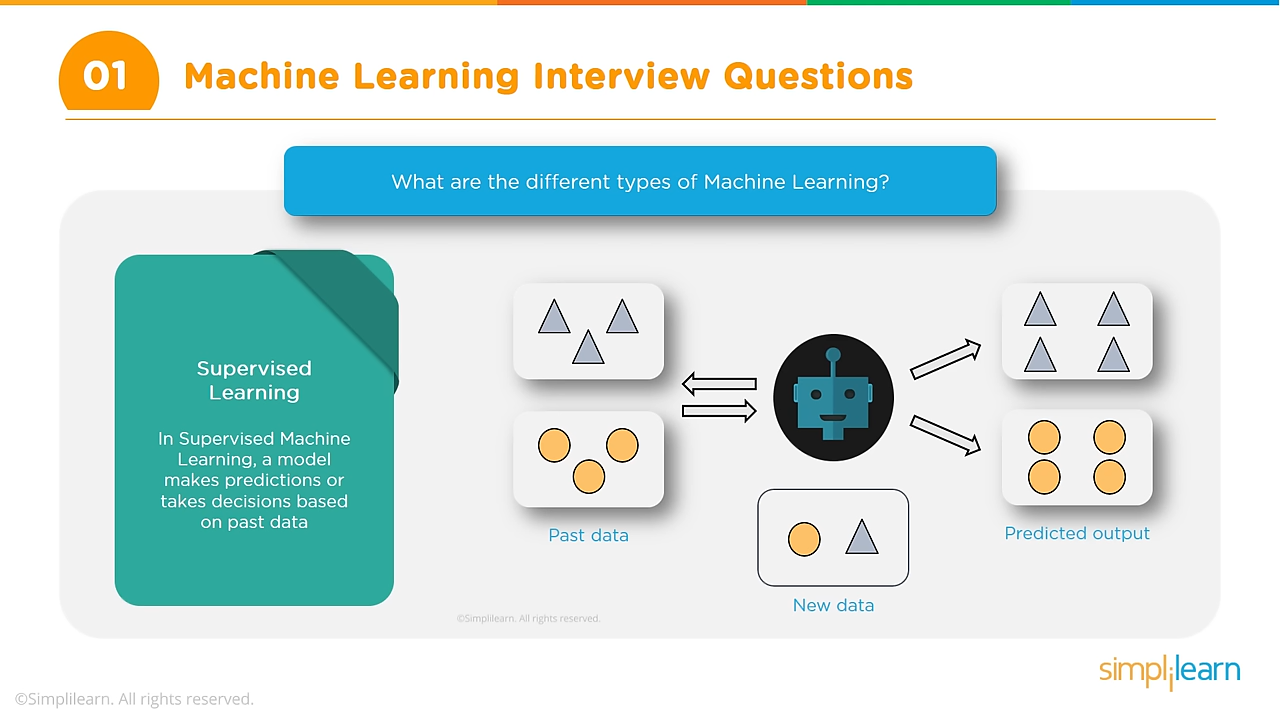 01
Machine Learning Interview Questions
What are the different types of Machine Learning?
Supervised
Learning
In Supervised Machine
Learning, a model
makes predictions or
takes decisions based
on past data
Past data
New data
Predicted output
©Simplilearn. All rights reserved.
simplilearn
©Simplilearn. All rights reserved.